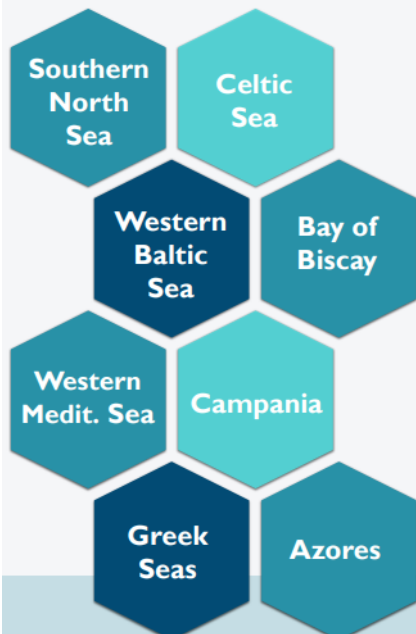 Southern
North
Sea
Celtic
Sea
Western
Baltic
Sea
Bay of
Biscay
Western
Medit. Sea
Campania
Greek
Seas
Azores